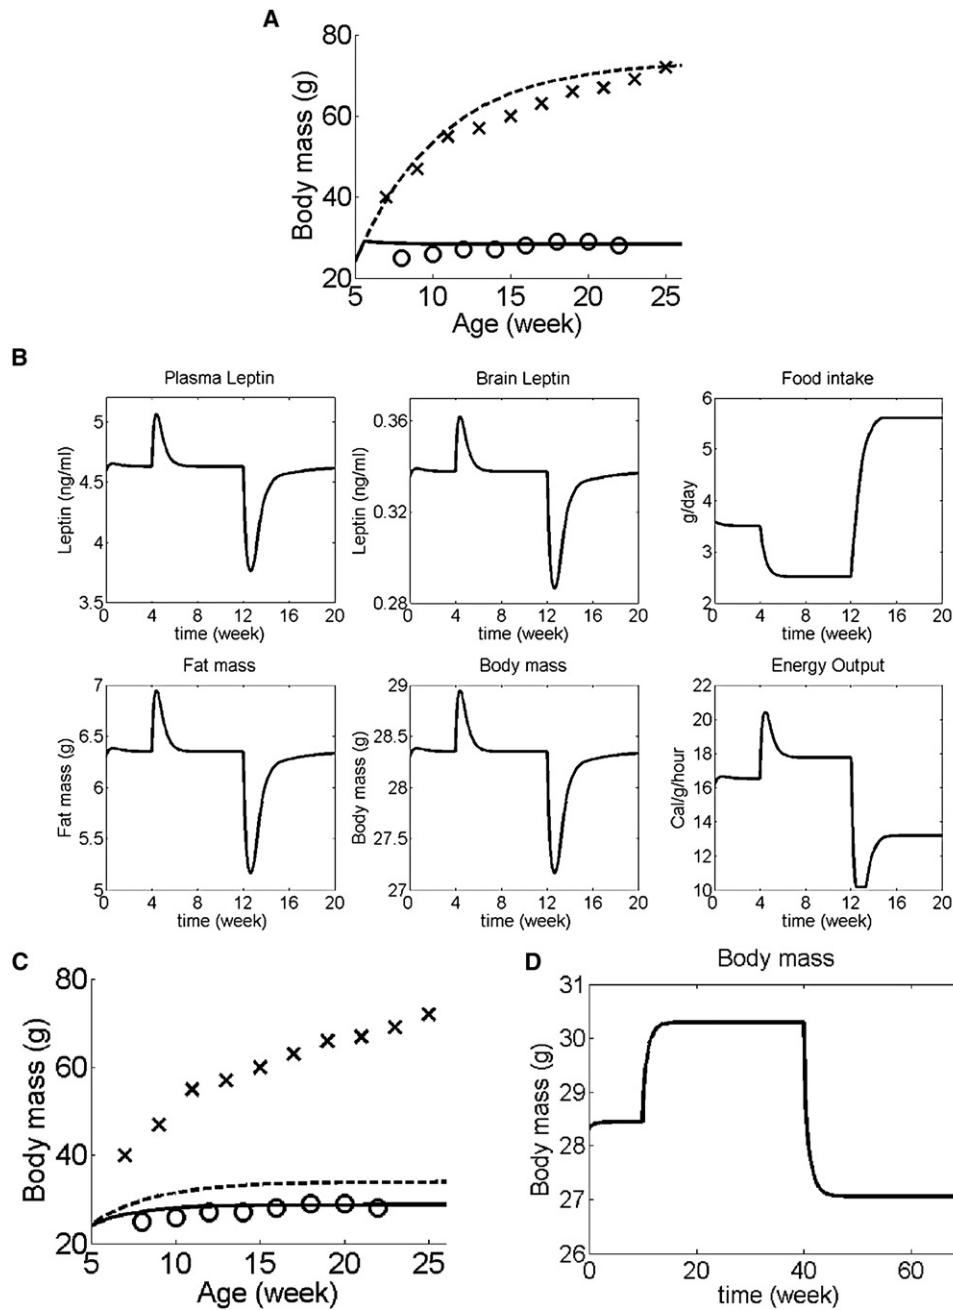 A
Body mass (g)
80
60
40
20
5 10 15 20 25
Age (week)
B
Plasma Leptin
Leptin (ng/ml)
5
4.5
4
3.5
0 4 8 12 16 20
time (week)
Brain Leptin
Leptin (ng/ml)
0.36
0.32
0.28
0 4 8 12 16 20
time (week)
Food intake
g/day
6
5
4
3
2
0 4 8 12 16 20
time (week)
Fat mass
Fat mass (g)
7
6.5
6
5.5
5
0 4 8 12 16 20
time (week)
Body mass
Body mass (g)
29
28.5
28
27.5
27
0 4 8 12 16 20
time (week)
Energy Output
Cal/g/hour
22
20
18
16
14
12
10
0 4 8 12 16 20
time (week)
C
Body mass (g)
80
60
40
20
5 10 15 20 25
Age (week)
D
Body mass
Body mass (g)
31
30
29
28
27
26
0 20 40 60
time (week)